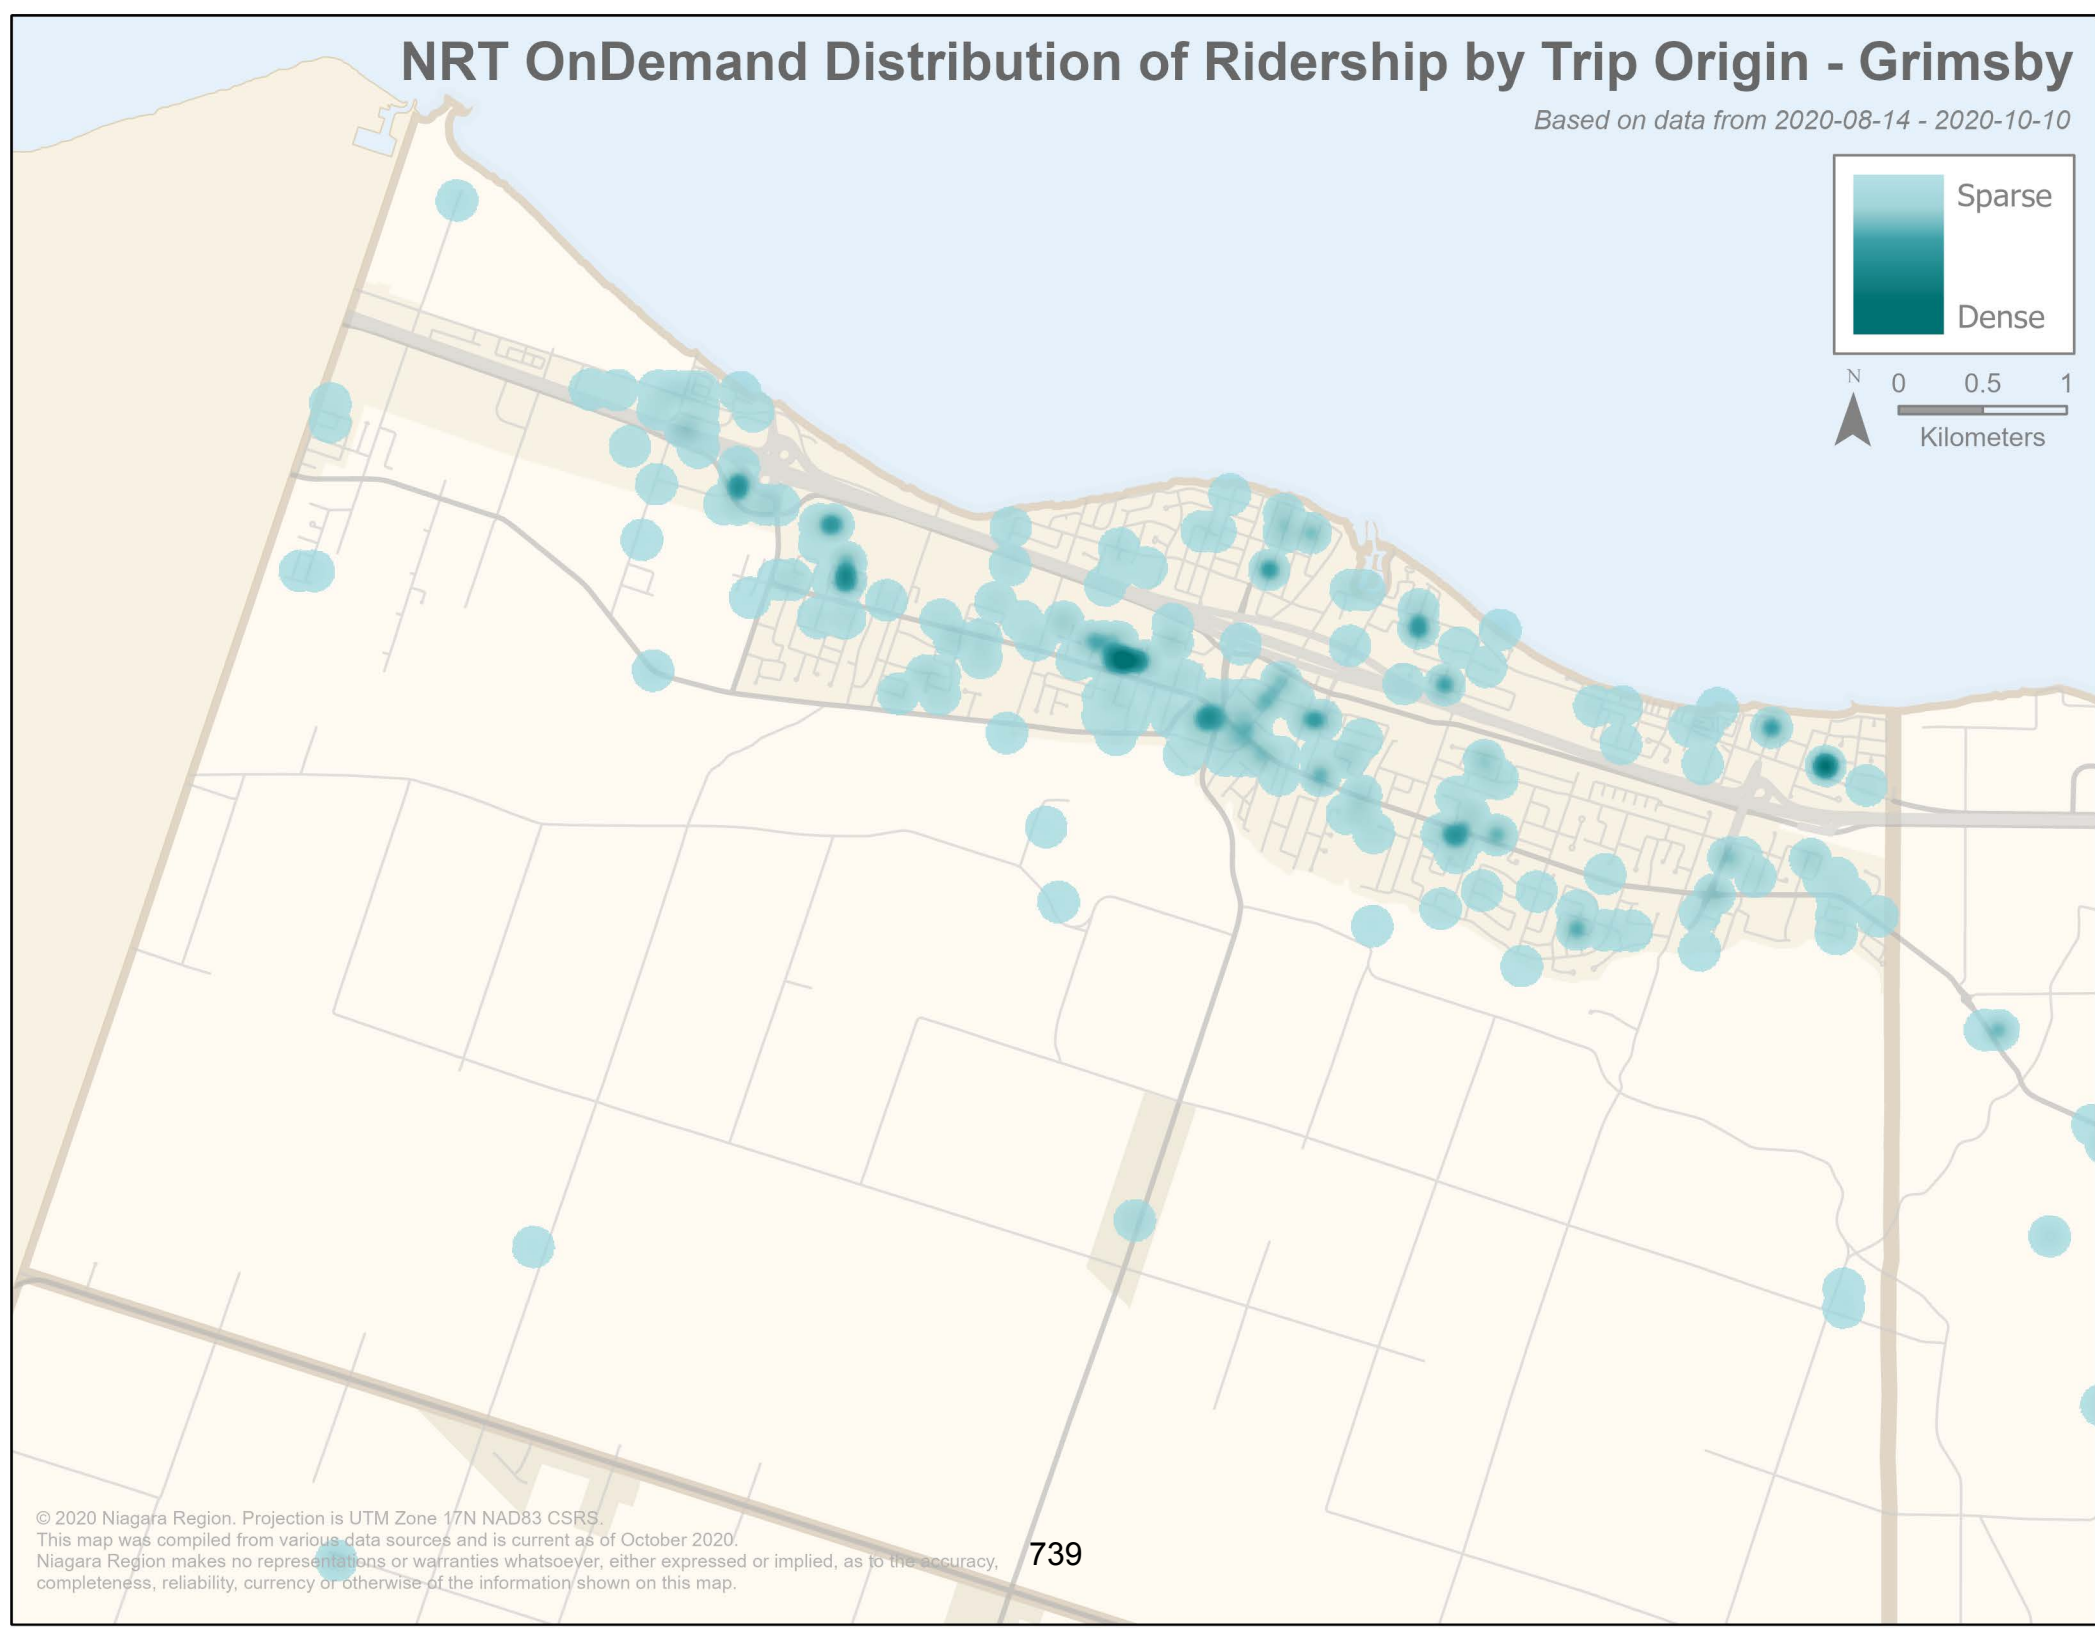 NRT OnDemand Distribution of Ridership by Trip Origin - Grimsby
Based on data from 2020-08-14 - 2020-10-10
Sparse
Dense
N
0 0.5 1
Kilometers
© 2020 Niagara Region. Projection is UTM Zone 17N NAD83 CSRS.
This map was compiled from various data sources and is current as of October 2020.
Niagara Region makes no representations or warranties whatsoever, either expressed or implied, as to the accuracy,
completeness, reliability, currency or otherwise of the information shown on this map.
739